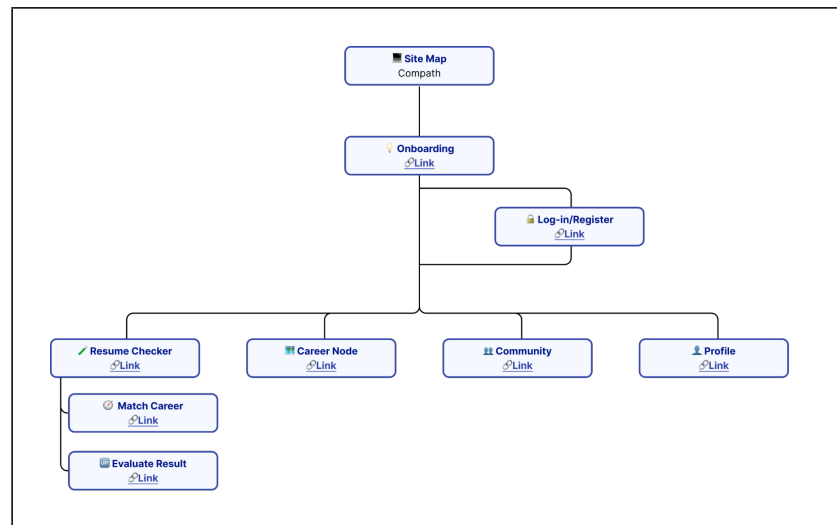 Site Map
Compath
Onboarding
Link
Log-in/Register
Link
Resume Checker
Link
Career Node
Link
Community
Link
Profile
Link
Match Career
Link
Evaluate Result
Link